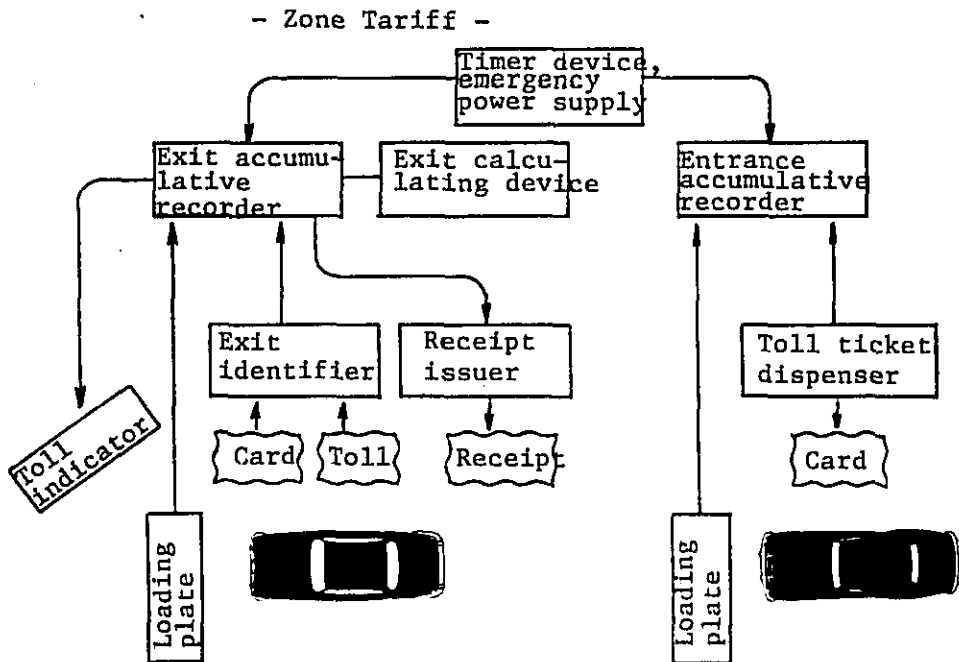 - Zone Tariff -
Timer device,
emergency
power supply
Exit accumu-
lative
recorder
Exit calcu-
lating device
Entrance
accumulative
recorder
Exit
identifier
Receipt
issuer
Toll ticket
dispenser
Toll
indicator
Card
Toll
Receipt
Card
Loading
plate
Loading
plate